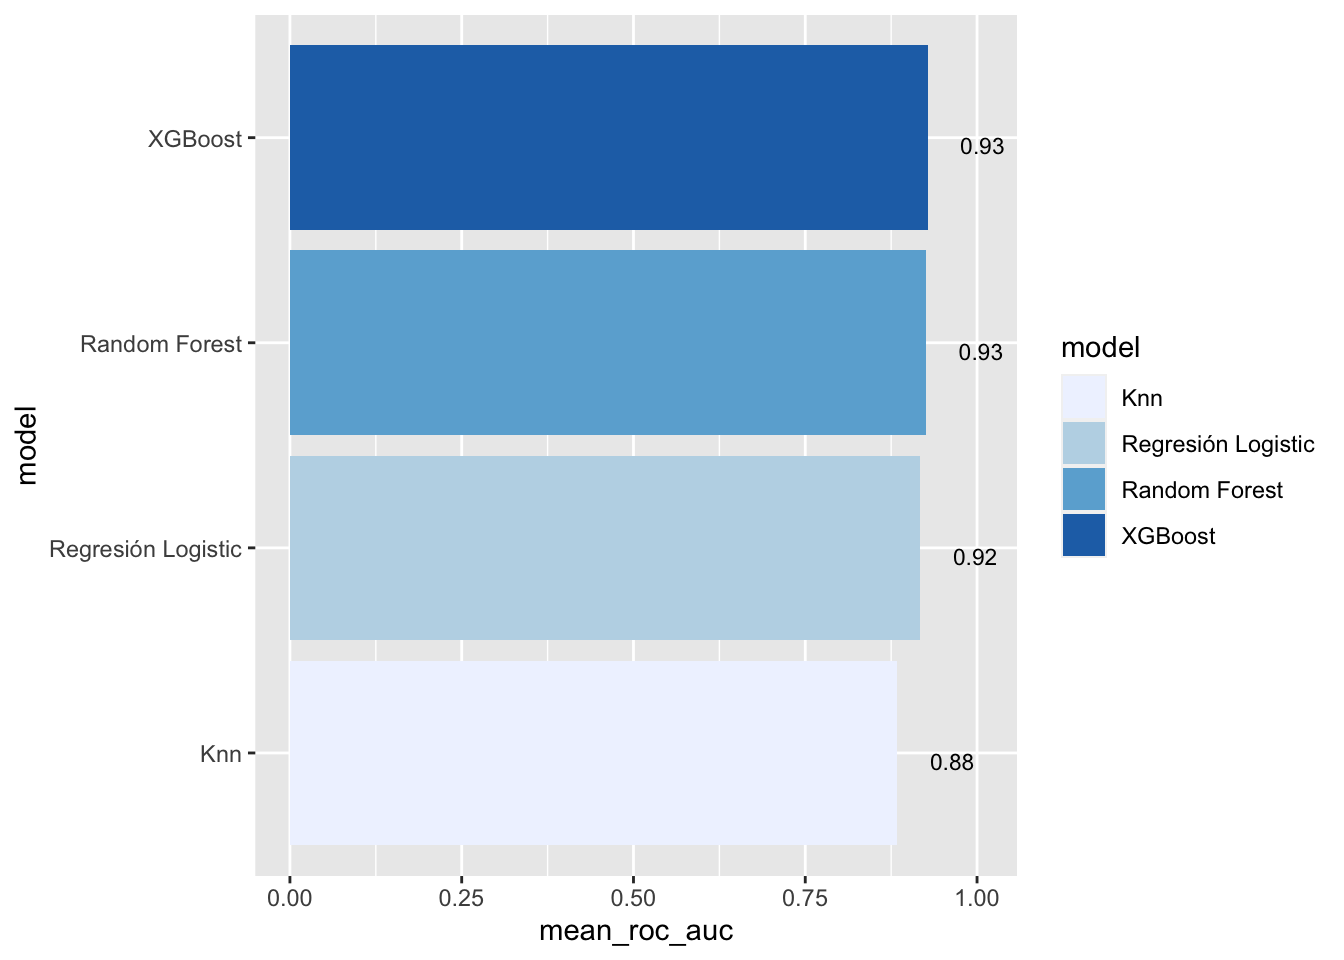 XGBoost
0.93
Random Forest
0.93
Regresión Logistic
0.92
Knn
0.88
model
0.00 0.25 0.50 0.75 1.00
mean_roc_auc
model
Knn
Regresión Logistic
Random Forest
XGBoost